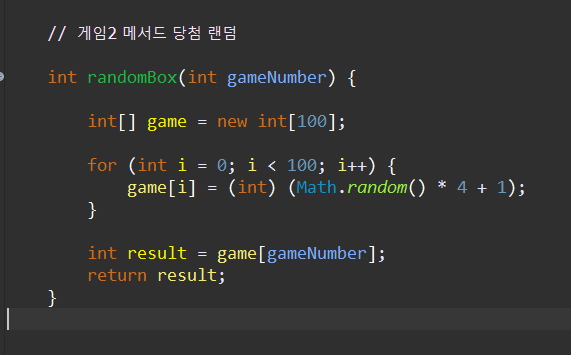 // 게임2 메서드 당첨 랜덤
int randomBox(int gameNumber) {
int[] game = new int[100];
for (int i = 0; i < 100; i++) {
game[i] = (int) (Math.random() * 4 + 1);
}
int result = game[gameNumber];
return result;
}